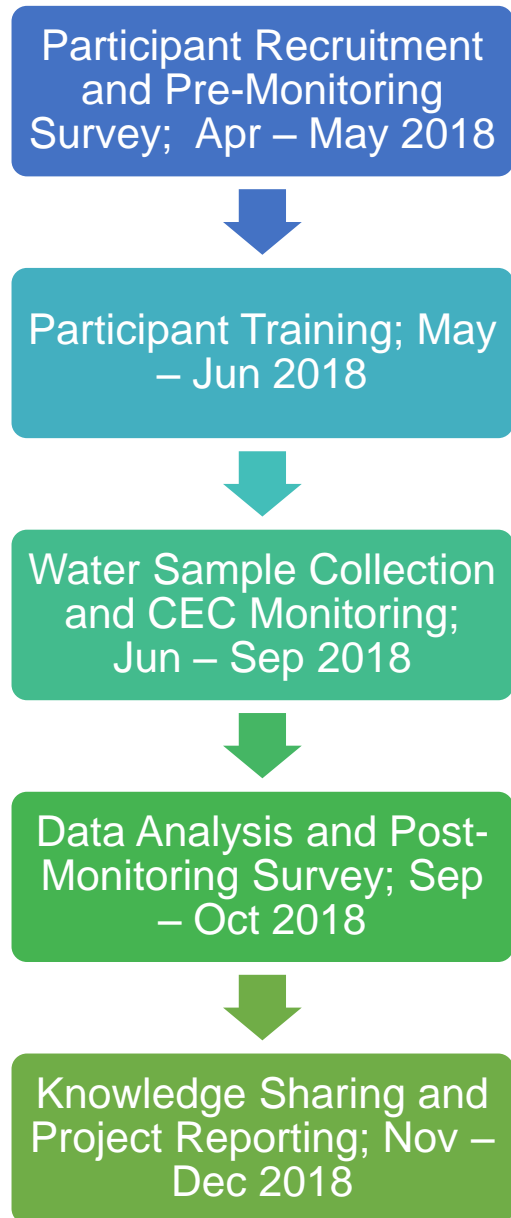 Participant Recruitment
and Pre-Monitoring
Survey; Apr – May 2018
Participant Training; May
– Jun 2018
Water Sample Collection
and CEC Monitoring;
Jun – Sep 2018
Data Analysis and Post-
Monitoring Survey; Sep
– Oct 2018
Knowledge Sharing and
Project Reporting; Nov –
Dec 2018